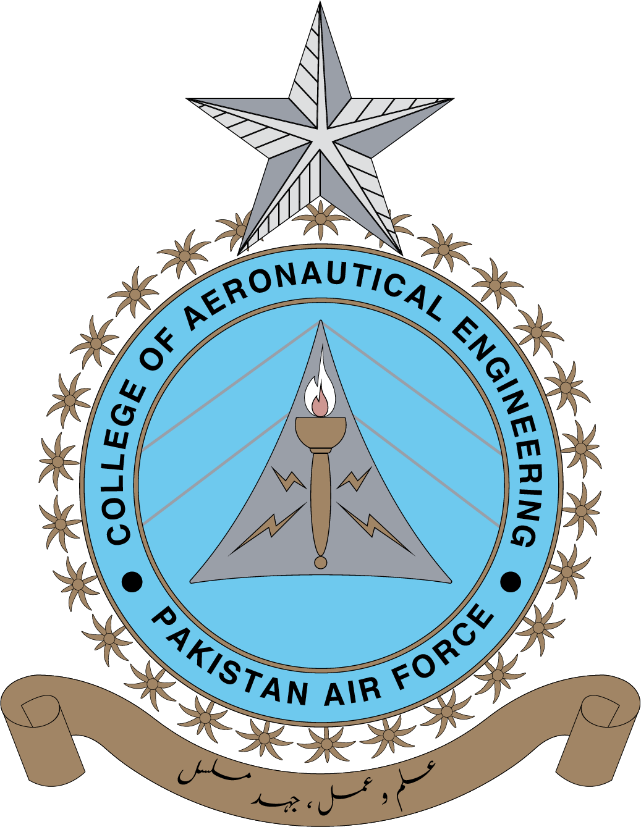 COLLEGE OF AERONAUTICAL ENGINEERING
PAKISTAN AIR FORCE
علم و عمل ، جہد مسلسل